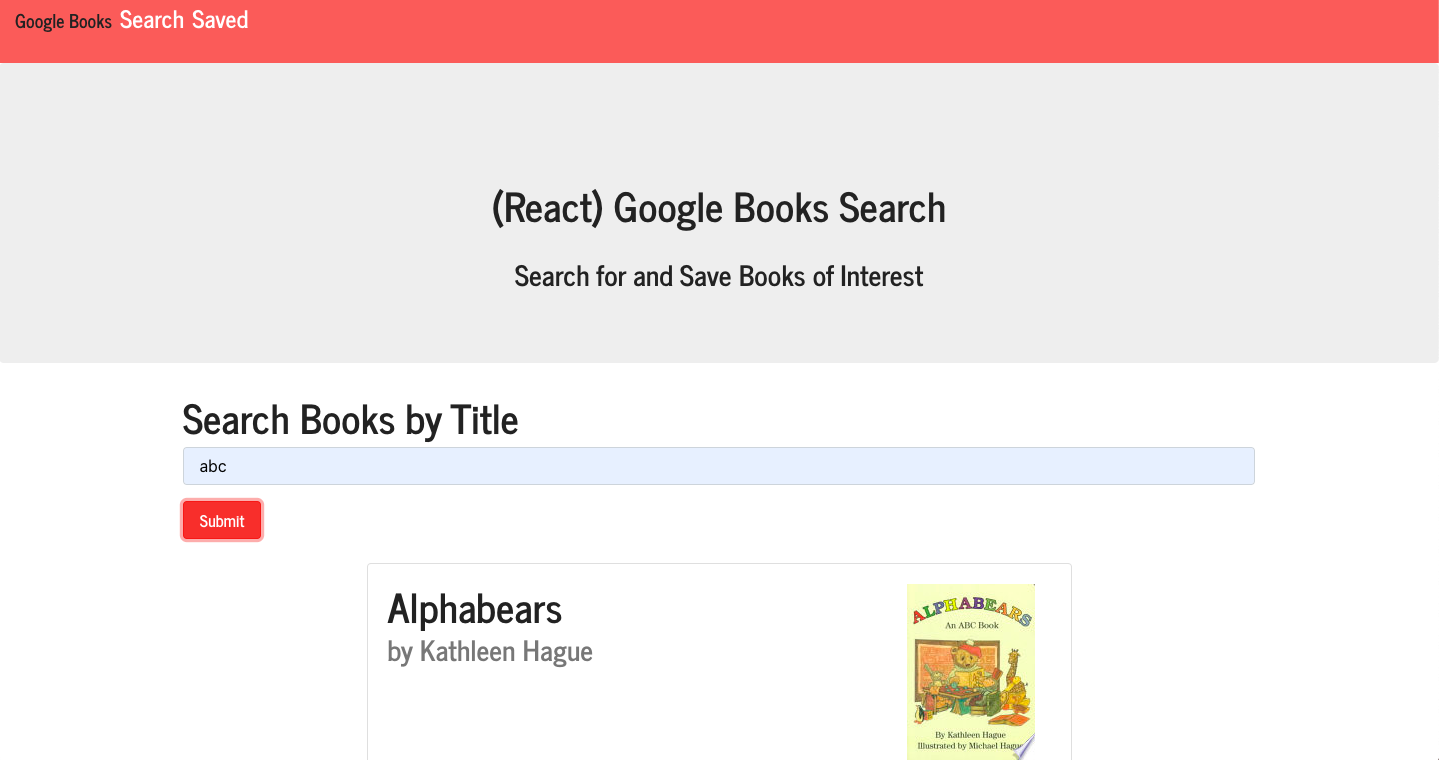 Google Books Search Saved
(React) Google Books Search
Search for and Save Books of Interest
Search Books by Title
abc
Submit
Alphabears
by Kathleen Hague
ALPHABEARS
An ABC Book
By Kathleen Hague
Illustrated by Michael Hague